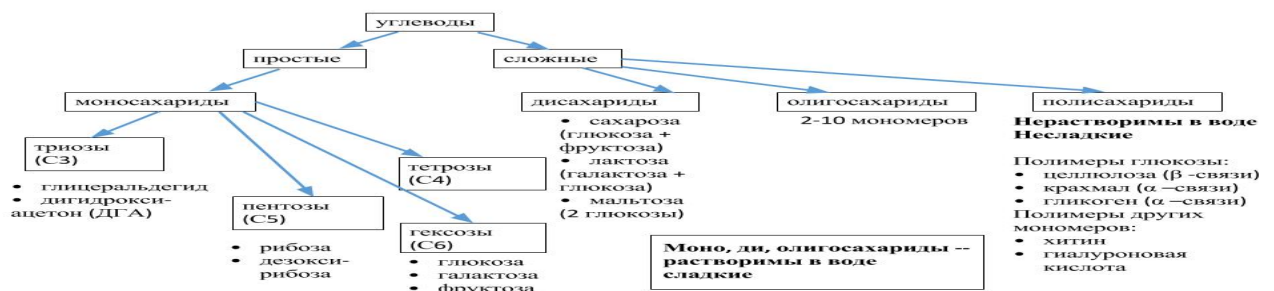 углеводы
простые
сложные
моносахариды
дисахариды
олигосахариды
полисахариды
триозы
(С3)
• глицеральдегид
• дигидрокси-
ацетон (ДГА)
пентозы
(С5)
• рибоза
• дезокси-
рибоза
тетрозы
(С4)
гексозы
(С6)
• глюкоза
• галактоза
• фруктоза
• сахароза
(глюкоза +
фруктоза)
• лактоза
(галактоза +
глюкоза)
• мальтоза
(2 глюкозы)
2-10 мономеров
Нерастворимы в воде
Несладкие
Полимеры глюкозы:
• целлюлоза (β -связи)
• крахмал (α –связи)
• гликоген (α –связи)
Полимеры других
мономеров:
• хитин
• гиалуроновая
кислота
Моно, ди, олигосахариды --
растворимы в воде
сладкие